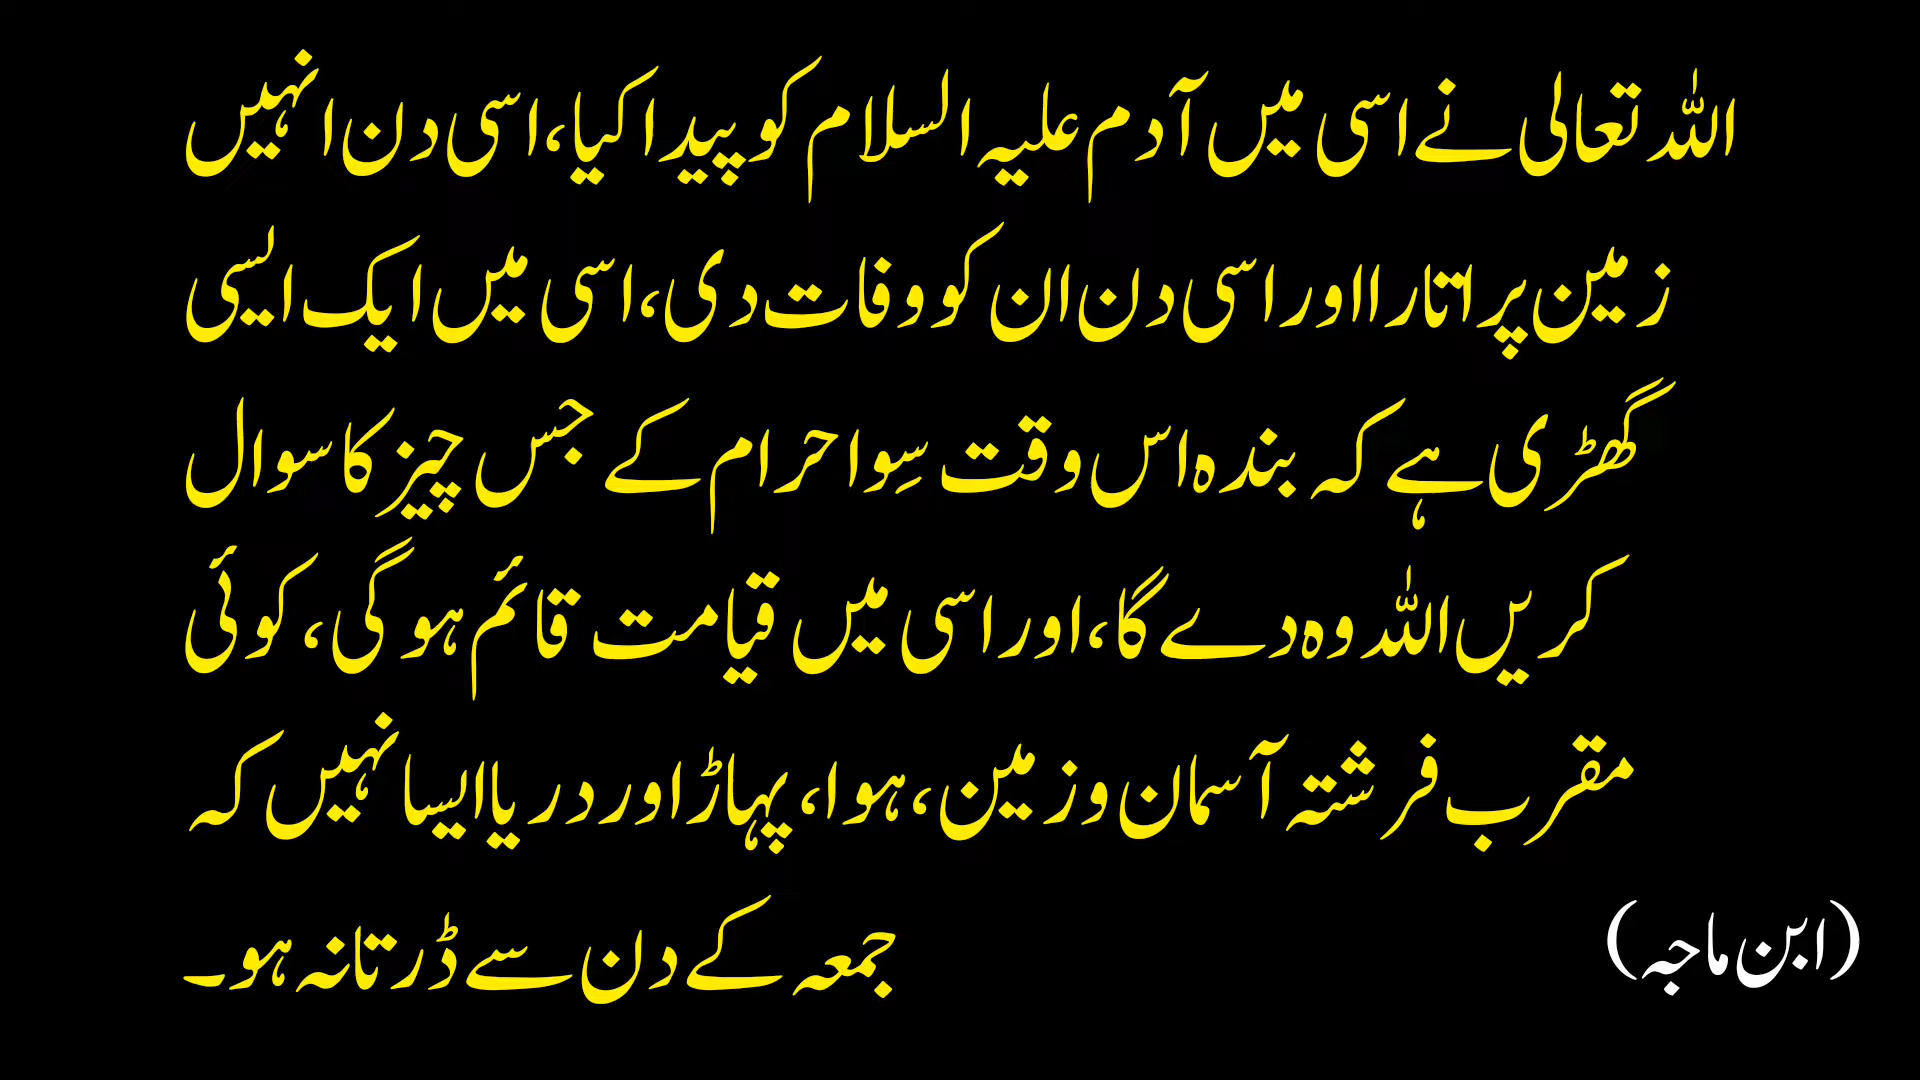 اللہ تعالی نے اسی میں آدم علیہ السلام کو پیدا کیا، اسی دن انہیں
زمین پر اتارا اور اسی دن ان کو وفات دی، اسی میں ایک ایسی
گھڑی ہے کہ بندہ اس وقت سِوا حرام کے جس چیز کا سوال
کریں اللہ وہ دے گا، اور اسی میں قیامت قائم ہوگی، کوئی
مقرب فرشتہ آسمان و زمین، ہوا، پہاڑ اور دریا ایسا نہیں کہ
جمعہ کے دن سے ڈرتا نہ ہو۔
(ابن ماجہ)